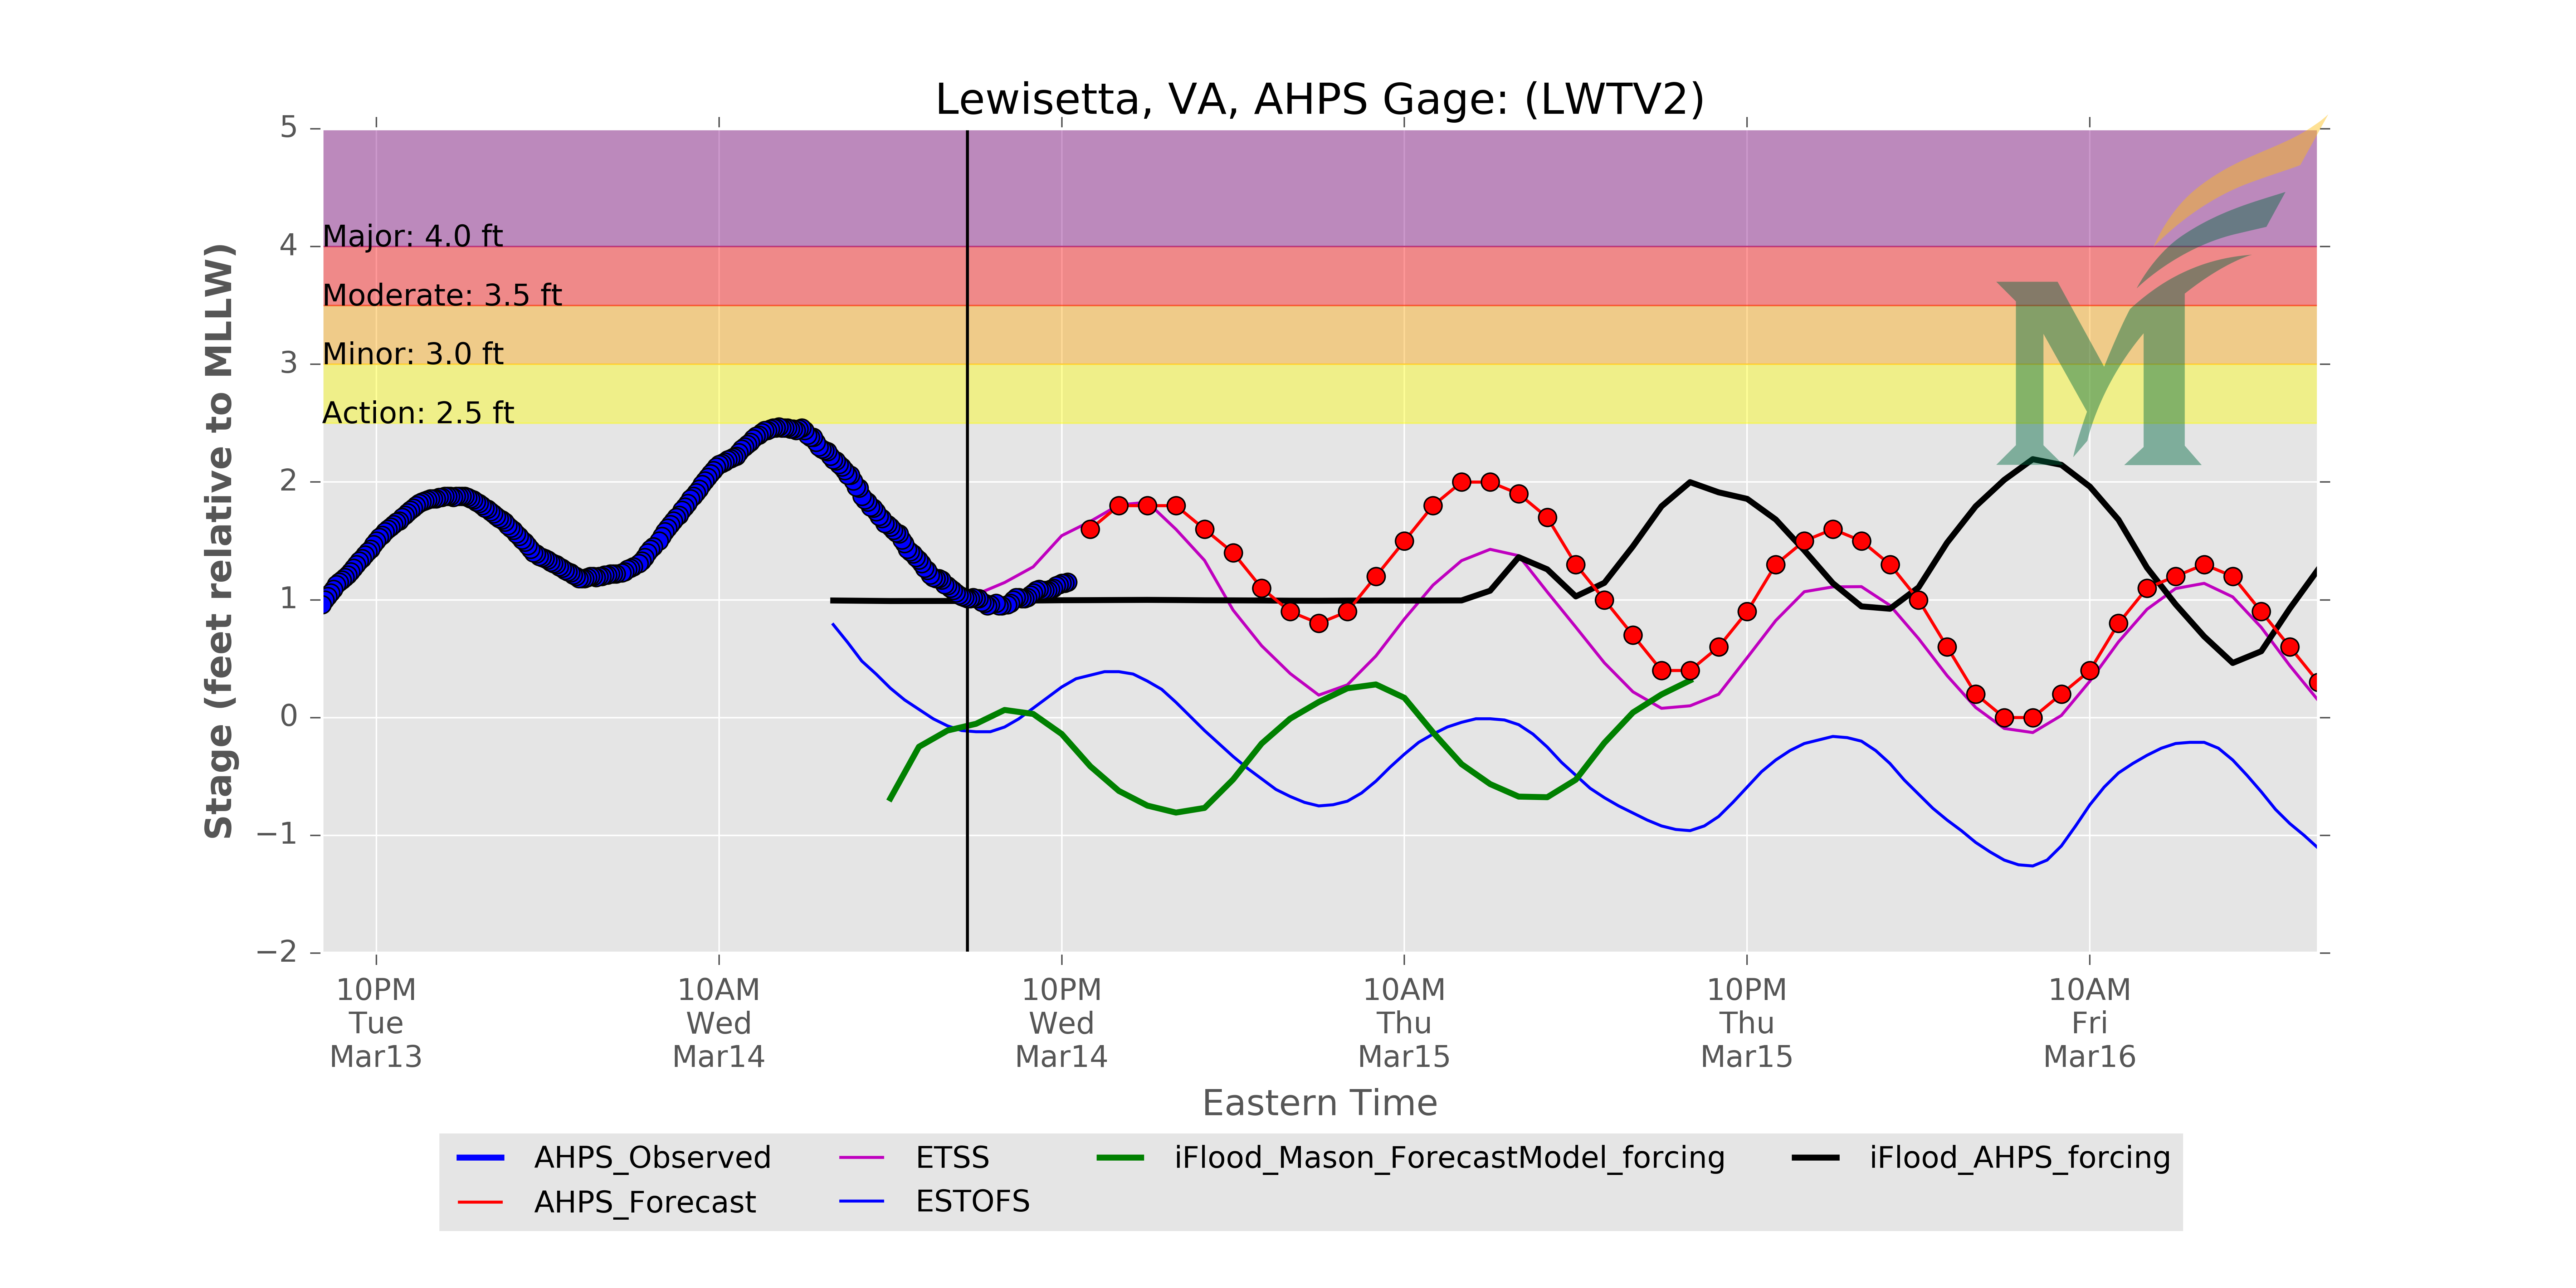 Lewisetta, VA, AHPS Gage: (LWTV2)
5
4
3
2
1
0
−1
−2
Stage (feet relative to MLLW)
Major: 4.0 ft
Moderate: 3.5 ft
Minor: 3.0 ft
Action: 2.5 ft
M
10PM
Tue
Mar13
10AM
Wed
Mar14
10PM
Wed
Mar14
10AM
Thu
Mar15
10PM
Thu
Mar15
10AM
Fri
Mar16
Eastern Time
AHPS_Observed
AHPS_Forecast
ETSS
ESTOFS
iFlood_Mason_ForecastModel_forcing
iFlood_AHPS_forcing